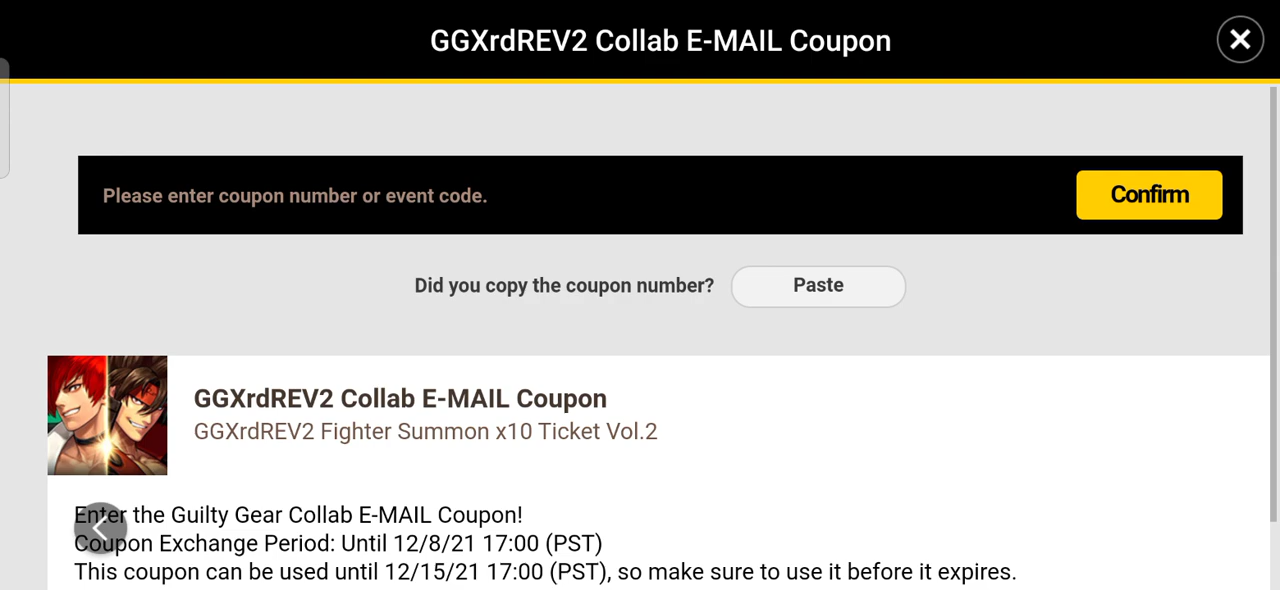 GGXrdREV2 Collab E-MAIL Coupon
Please enter coupon number or event code.
Confirm
Did you copy the coupon number?
Paste
GGXrdREV2 Collab E-MAIL Coupon
GGXrdREV2 Fighter Summon x10 Ticket Vol.2
Enter the Guilty Gear Collab E-MAIL Coupon!
Coupon Exchange Period: Until 12/8/21 17:00 (PST)
This coupon can be used until 12/15/21 17:00 (PST), so make sure to use it before it expires.